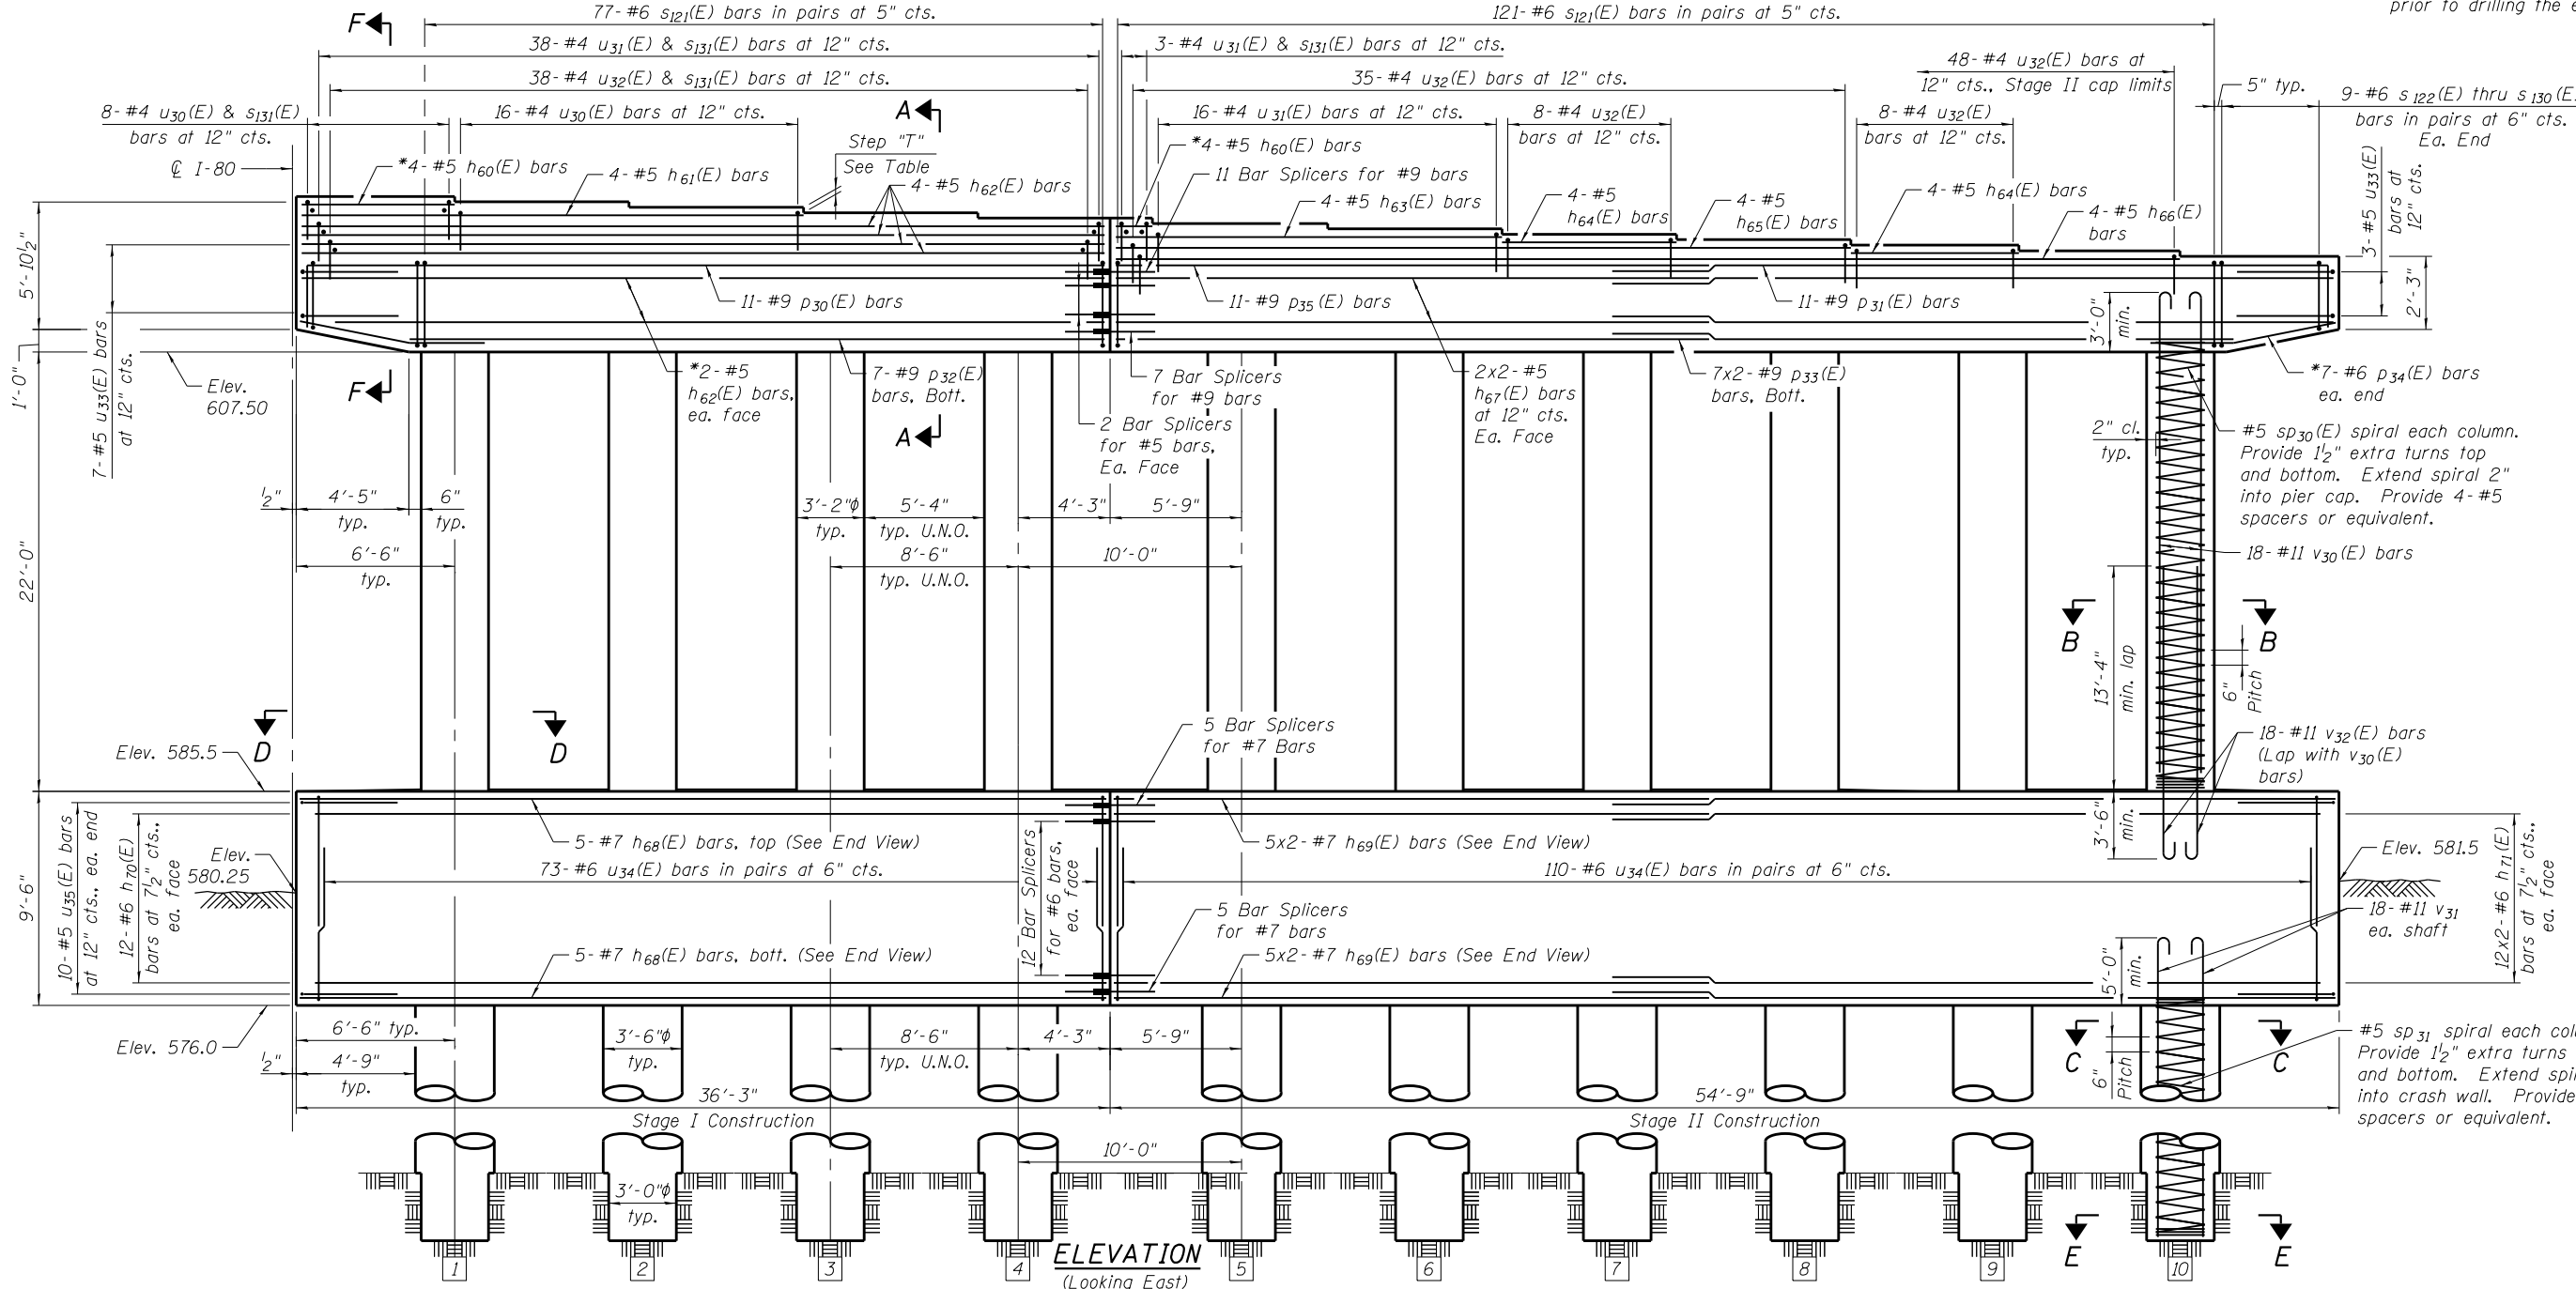 77-#6 s121(E) bars in pairs at 5" cts.
121-#6 s121(E) bars in pairs at 5" cts.
prior to drilling the
F
38-#4 u31(E) & s131(E) bars at 12" cts.
3-#4 u31(E) & s131(E) bars at 12" cts.
48-#4 u32(E) bars at
12" cts., Stage II cap limits
38-#4 u32(E) & s131(E) bars at 12" cts.
35-#4 u32(E) bars at 12" cts.
5" typ.
9-#6 s122(E) thru s130(E)
bars in pairs at 6" cts.
Ea. End
8-#4 u30(E) & s131(E)
bars at 12" cts.
16-#4 u30(E) bars at 12" cts.
A
16-#4 u31(E) bars at 12" cts.
8-#4 u32(E)
bars at 12" cts.
8-#4 u32(E)
bars at 12" cts.
Step "T"
See Table
*4-#5 h60(E) bars
11 Bar Splicers for #9 bars
℄ I-80
*4-#5 h60(E) bars
4-#5 h61(E) bars
4-#5 h62(E) bars
4-#5 h63(E) bars
4-#5
h64(E) bars
4-#5
h65(E) bars
4-#5 h64(E) bars
4-#5 h66(E)
bars
3-#5 u33(E)
bars at
12" cts.
5'-10½"
2'-3"
11-#9 p30(E) bars
11-#9 p35(E) bars
11-#9 p31(E) bars
3'-0"
min.
1'-0"
7-#5 u33(E) bars
at 12" cts.
Elev.
607.50
F
*2-#5
h62(E) bars,
ea. face
7-#9 p32(E)
bars, Bott.
A
7 Bar Splicers
for #9 bars
2 Bar Splicers
for #5 bars,
Ea. Face
2x2-#5
h67(E) bars
at 12" cts.
Ea. Face
7x2-#9 p33(E)
bars, Bott.
*7-#6 p34(E) bars
ea. end
2" cl.
typ.
#5 sp30(E) spiral each column.
Provide 1½" extra turns top
and bottom. Extend spiral 2"
into pier cap. Provide 4-#5
spacers or equivalent.
½"
4'-5"
typ.
6"
typ.
3'-2"ϕ
typ.
5'-4"
typ. U.N.O.
4'-3"
5'-9"
6'-6"
typ.
8'-6"
typ. U.N.O.
10'-0"
18-#11 v30(E) bars
22'-0"
B
B
13'-4"
min. lap
6"
Pitch
D
D
Elev. 585.5
5 Bar Splicers
for #7 Bars
18-#11 v32(E) bars
(Lap with v30(E)
bars)
3'-6"
min.
9'-6"
10-#5 u35(E) bars
at 12" cts., ea. end
12-#6 h70(E)
bars at 7½" cts.,
ea. face
Elev.
580.25
5-#7 h68(E) bars, top (See End View)
73-#6 u34(E) bars in pairs at 6" cts.
12 Bar Splicers
for #6 bars,
ea. face
5x2-#7 h69(E) bars (See End View)
110-#6 u34(E) bars in pairs at 6" cts.
Elev. 581.5
12x2-#6 h71(E)
bars at 7½" cts.,
ea. face
5-#7 h68(E) bars, bott. (See End View)
5 Bar Splicers
for #7 bars
5x2-#7 h69(E) bars (See End View)
18-#11 v31
ea. shaft
5'-0"
min.
Elev. 576.0
6'-6" typ.
½"
4'-9"
typ.
3'-6"ϕ
typ.
8'-6"
typ. U.N.O.
4'-3"
5'-9"
C
C
6"
Pitch
#5 sp31 spiral each
Provide 1½" extra turns
and bottom. Extend
into crash wall. Provide
spacers or equivalent.
36'-3"
Stage I Construction
54'-9"
Stage II Construction
10'-0"
3'-0"ϕ
typ.
E
E
1
2
3
4
5
6
7
8
9
10
ELEVATION
(Looking East)